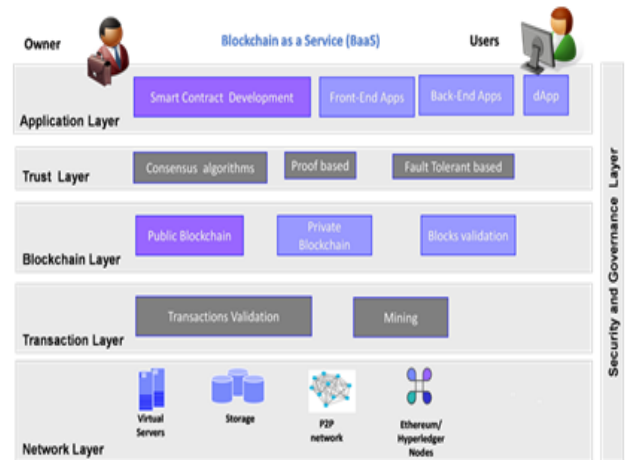 Owner
Blockchain as a Service (BaaS)
Users
Smart Contract Development
Front-End Apps
Back-End Apps
dApp
Application Layer
Consensus algorithms
Proof based
Fault Tolerant based
Trust Layer
Public Blockchain
Private
Blockchain
Blocks validation
Blockchain Layer
Transactions Validation
Mining
Transaction Layer
Virtual
Servers
Storage
P2P
network
Ethereum/
Hyperledger
Nodes
Network Layer
Security and Governance Layer